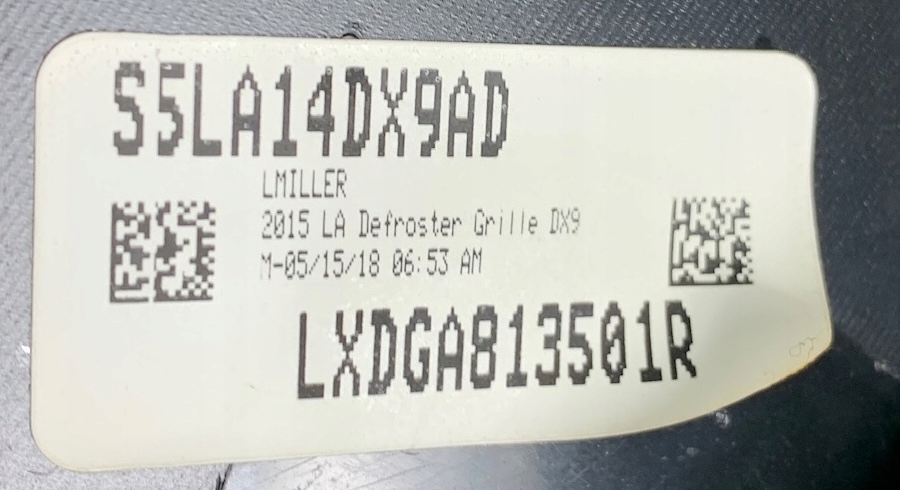 S5LA14DX9AD
LMILLER
2015 LA Defroster Grille DX9
M-05/15/18 06:53 AM
LXDGA813501R